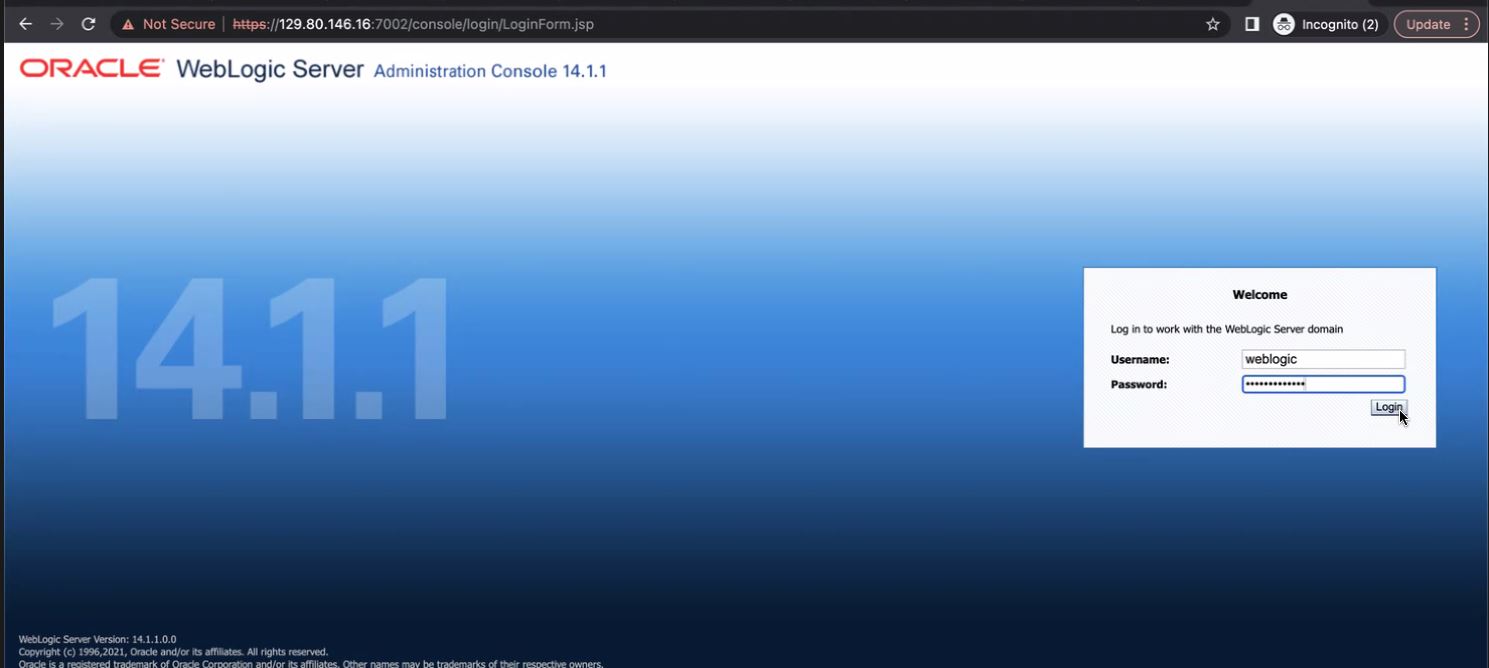 Not Secure https://129.80.146.16:7002/console/login/LoginForm.jsp Incognito (2) Update
ORACLE WebLogic Server Administration Console 14.1.1
14.1.1
Welcome
Log in to work with the WebLogic Server domain
Username: weblogic
Password: •••••••••••••
Login
WebLogic Server Version: 14.1.1.0.0
Copyright (c) 1996,2021, Oracle and/or its affiliates. All rights reserved.
Oracle is a registered trademark of Oracle Corporation and/or its affiliates. Other names may be trademarks of their respective owners.